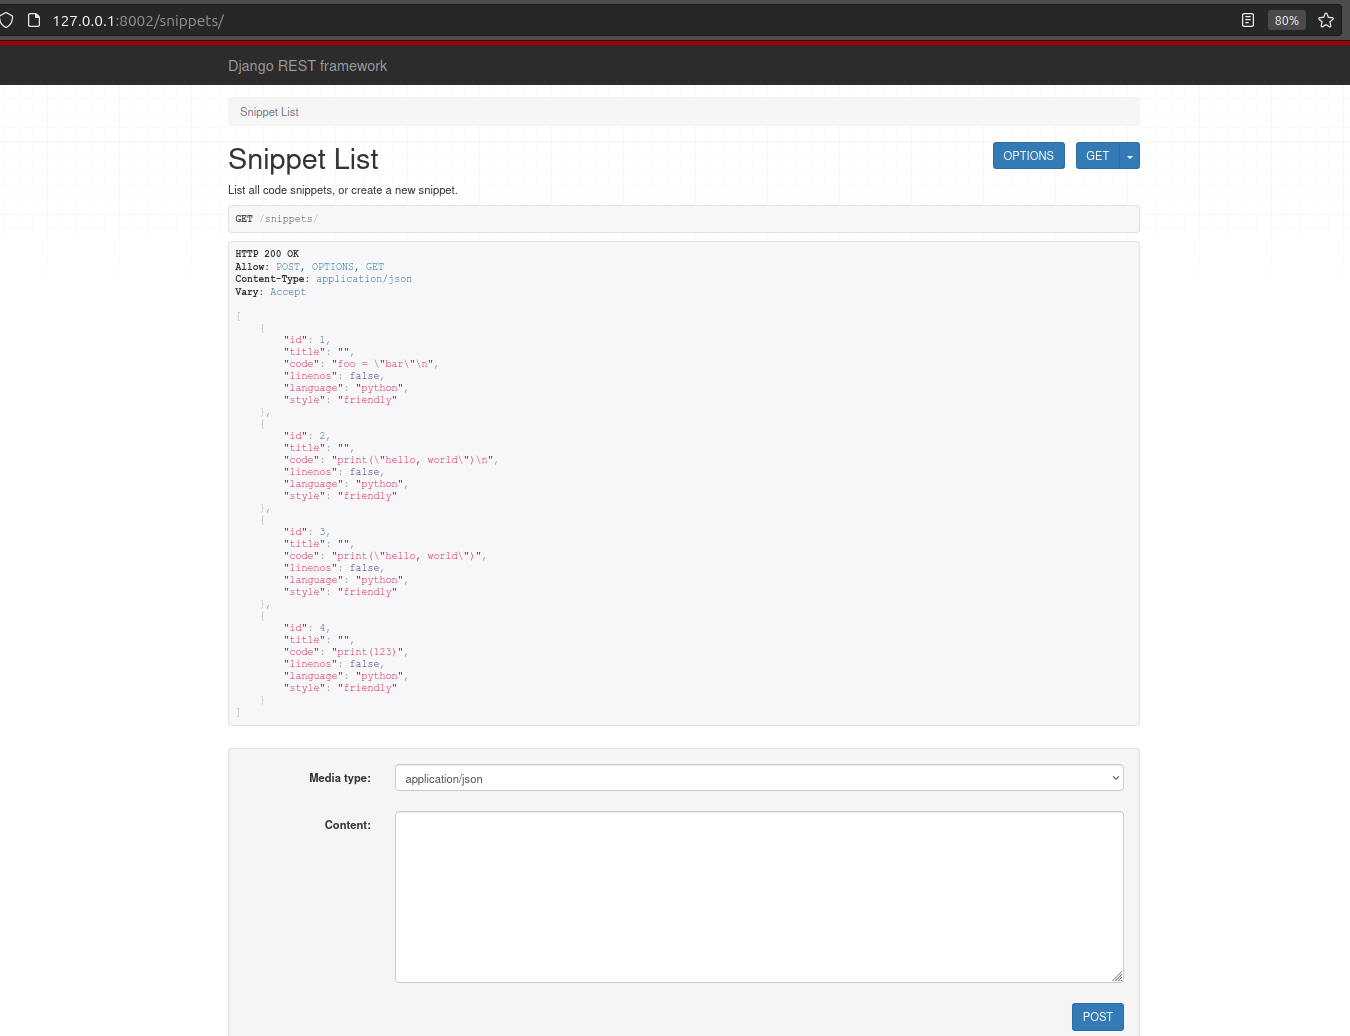 127.0.0.1:8002/snippets/
80%
Django REST framework
Snippet List
Snippet List
OPTIONS
GET
List all code snippets, or create a new snippet.
GET /snippets/
HTTP 200 OK
Allow: POST, OPTIONS, GET
Content-Type: application/json
Vary: Accept
[
    {
        "id": 1,
        "title": "",
        "code": "foo = \"bar\"\n",
        "linenos": false,
        "language": "python",
        "style": "friendly"
    },
    {
        "id": 2,
        "title": "",
        "code": "print(\"hello, world\")\n",
        "linenos": false,
        "language": "python",
        "style": "friendly"
    },
    {
        "id": 3,
        "title": "",
        "code": "print(\"hello, world\")",
        "linenos": false,
        "language": "python",
        "style": "friendly"
    },
    {
        "id": 4,
        "title": "",
        "code": "print(123)",
        "linenos": false,
        "language": "python",
        "style": "friendly"
    }
]
Media type:
application/json
Content:
POST